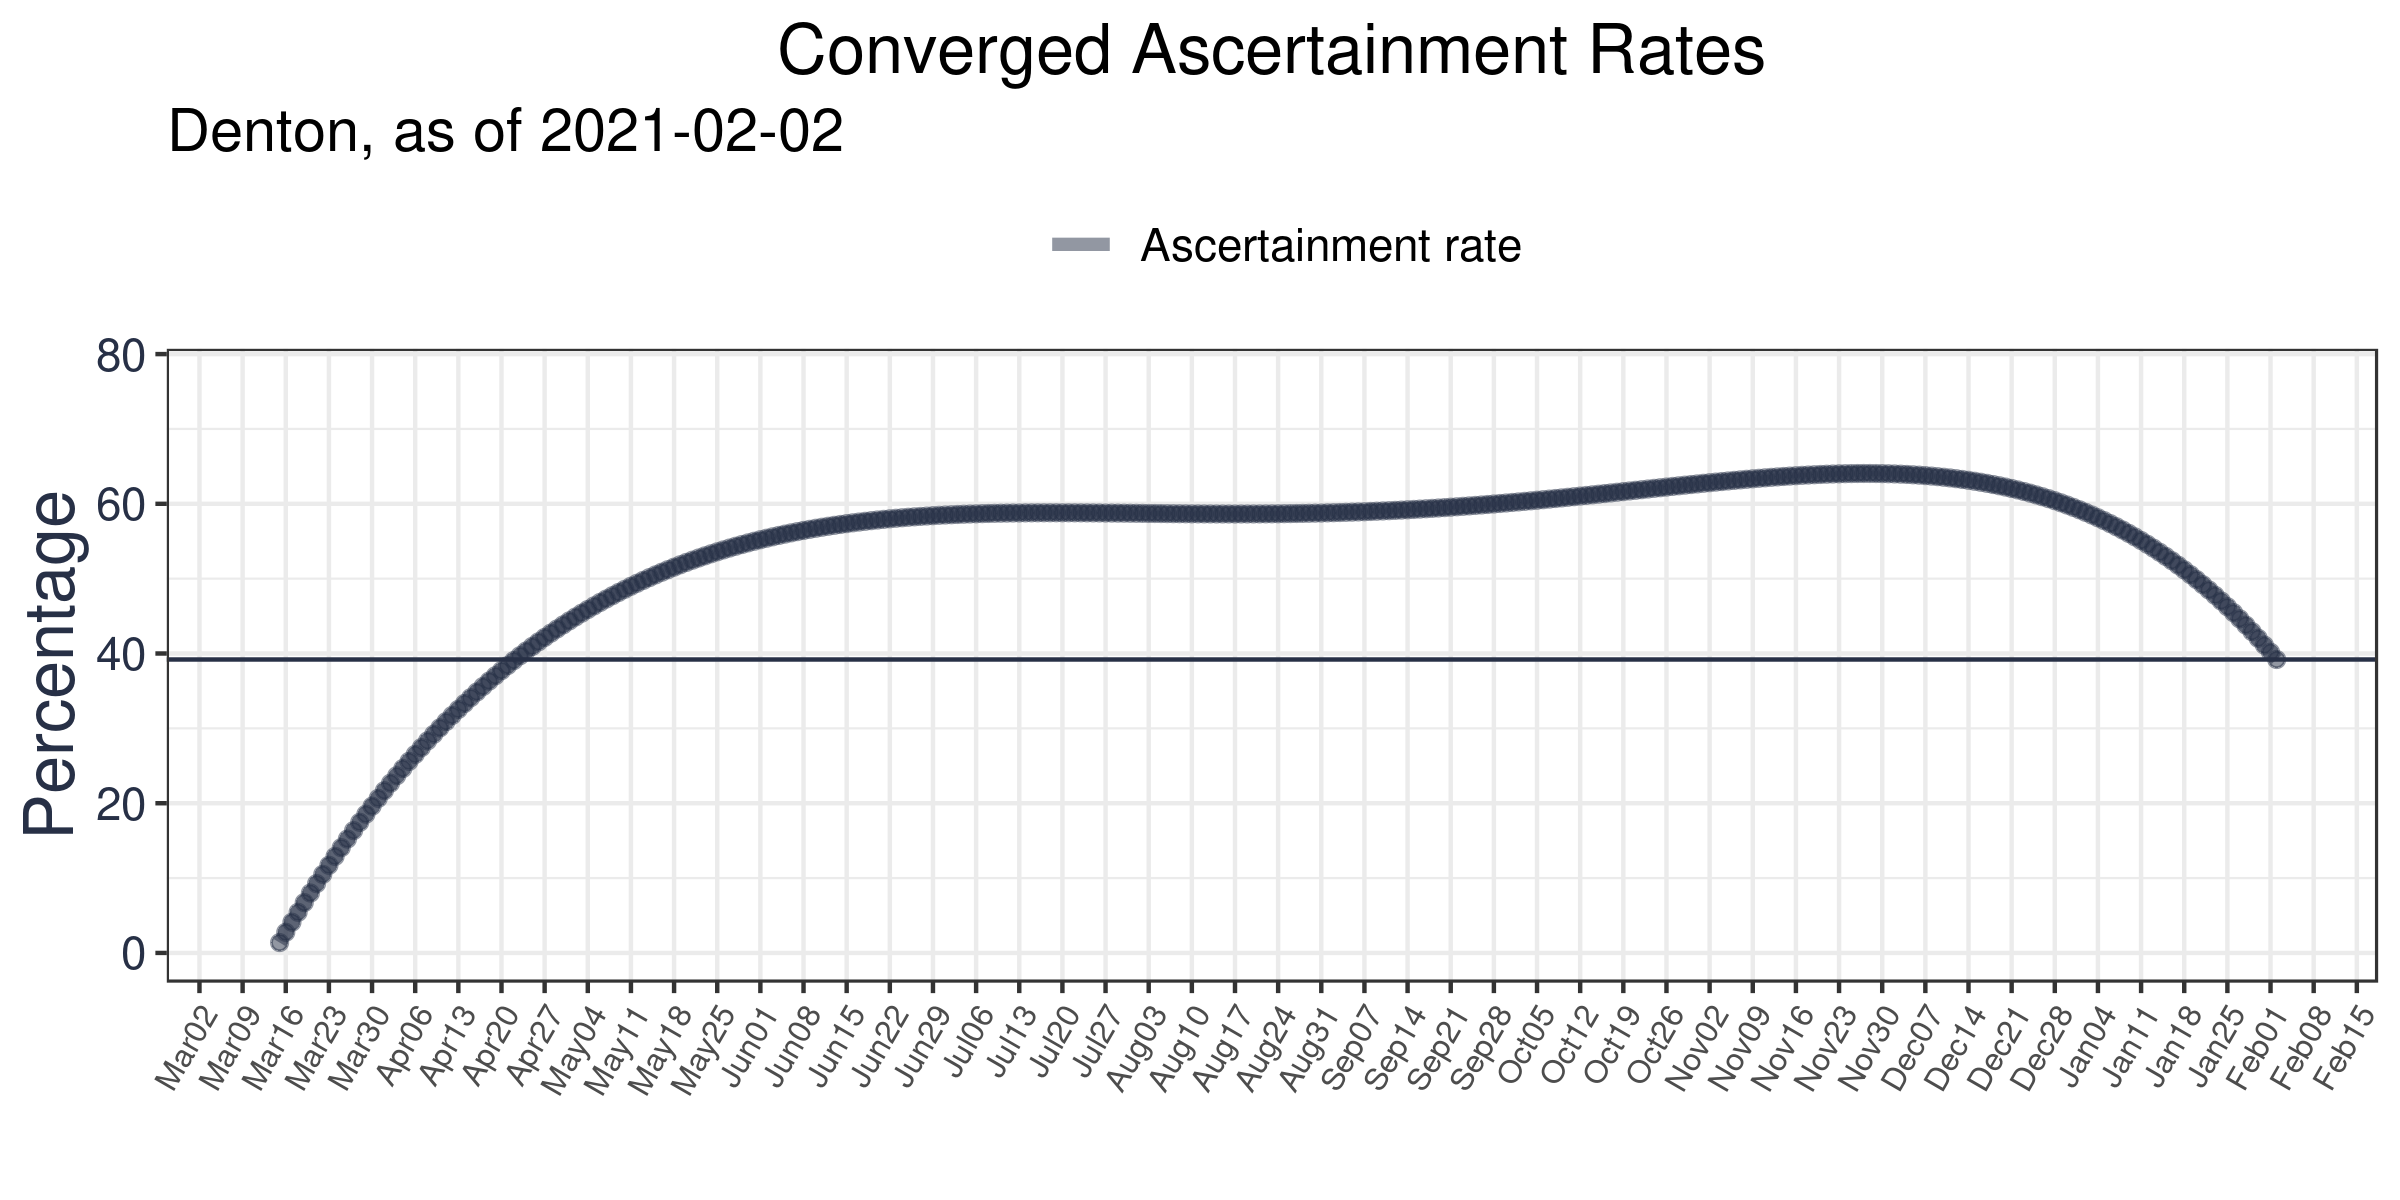 Converged Ascertainment Rates
Denton, as of 2021-02-02
Ascertainment rate
Percentage
80
60
40
20
0
Mar02 Mar09 Mar16 Mar23 Mar30 Apr06 Apr13 Apr20 Apr27 May04 May11 May18 May25 Jun01 Jun08 Jun15 Jun22 Jun29 Jul06 Jul13 Jul20 Jul27 Aug03 Aug10 Aug17 Aug24 Aug31 Sep07 Sep14 Sep21 Sep28 Oct05 Oct12 Oct19 Oct26 Nov02 Nov09 Nov16 Nov23 Nov30 Dec07 Dec14 Dec21 Dec28 Jan04 Jan11 Jan18 Jan25 Feb01 Feb08 Feb15